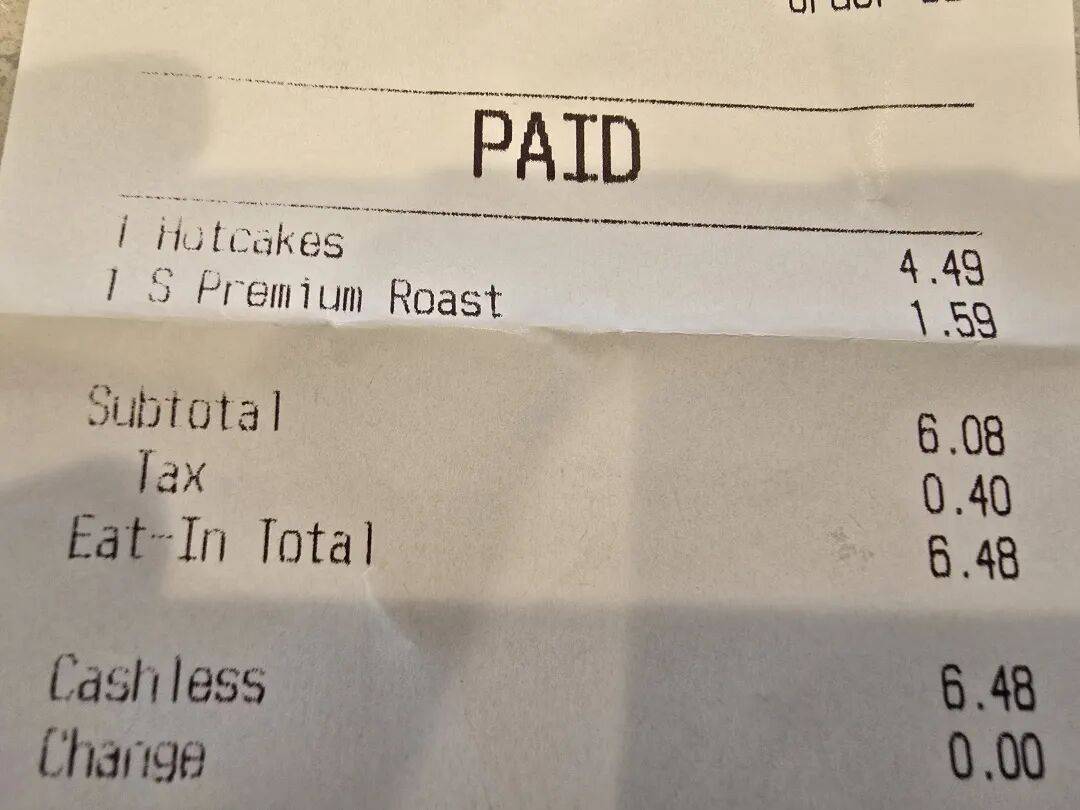 PAID
1 Hotcakes 4.49
1 S Premium Roast 1.59
Subtotal 6.08
Tax 0.40
Eat-In Total 6.48
Cashless 6.48
Change 0.00